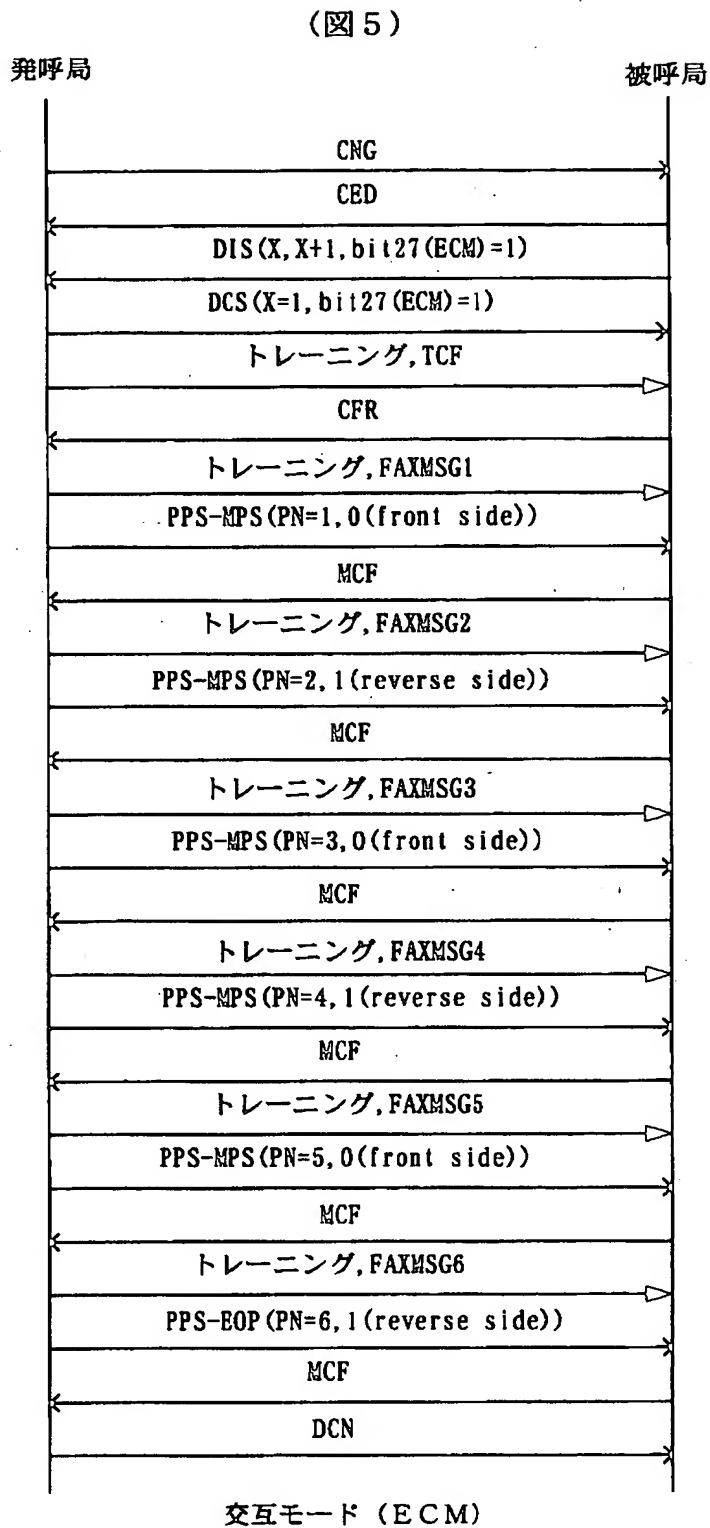 (図5)
発呼局
被呼局
CNG
CED
DIS(X,X+1,bit27(ECM)=1)
DCS(X=1,bit27(ECM)=1)
トレーニング,TCF
CFR
トレーニング,FAXMSG1
PPS-MPS(PN=1,0(front side))
MCF
トレーニング,FAXMSG2
PPS-MPS(PN=2,1(reverse side))
MCF
トレーニング,FAXMSG3
PPS-MPS(PN=3,0(front side))
MCF
トレーニング,FAXMSG4
PPS-MPS(PN=4,1(reverse side))
MCF
トレーニング,FAXMSG5
PPS-MPS(PN=5,0(front side))
MCF
トレーニング,FAXMSG6
PPS-EOP(PN=6,1(reverse side))
MCF
DCN
交互モード (ECM)